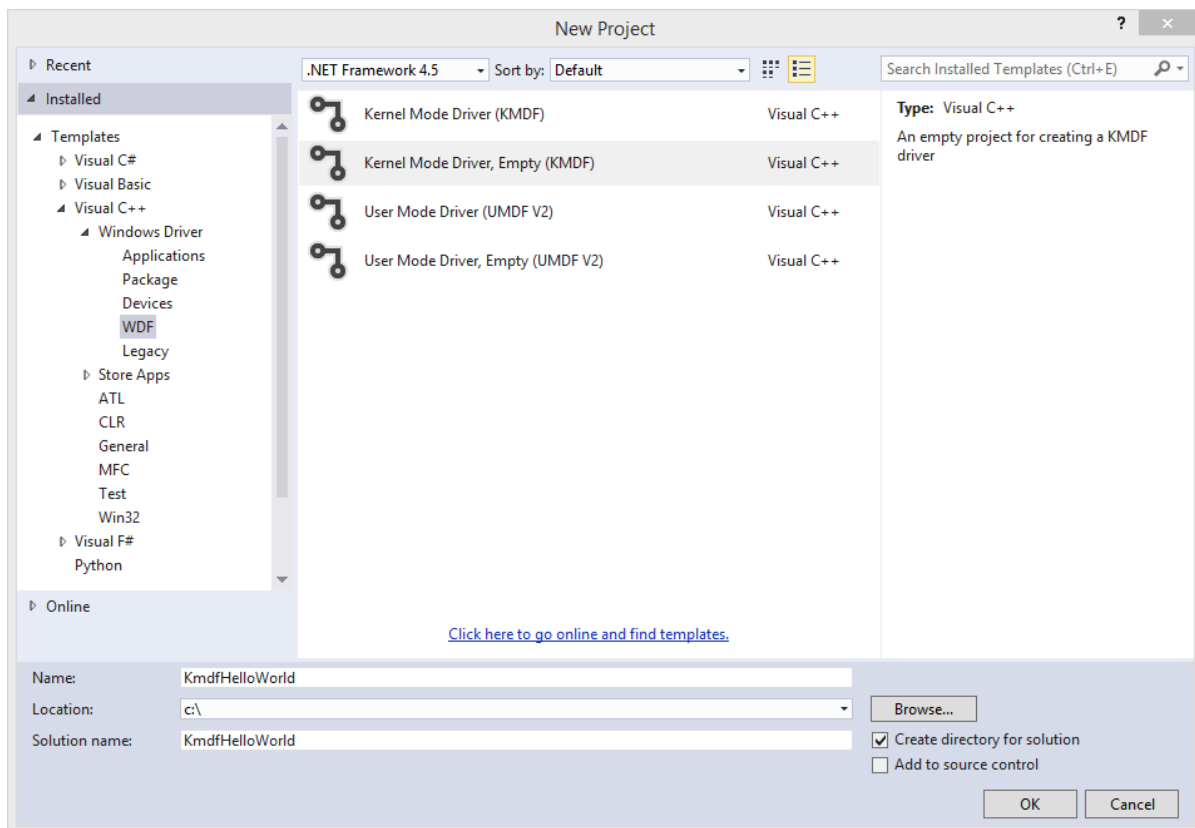 New Project
?
Recent
Installed
Templates
Visual C#
Visual Basic
Visual C++
Windows Driver
Applications
Package
Devices
WDF
Legacy
Store Apps
ATL
CLR
General
MFC
Test
Win32
Visual F#
Python
Online
.NET Framework 4.5 Sort by: Default
Kernel Mode Driver (KMDF) Visual C++
Kernel Mode Driver, Empty (KMDF) Visual C++
User Mode Driver (UMDF V2) Visual C++
User Mode Driver, Empty (UMDF V2) Visual C++
Click here to go online and find templates.
Search Installed Templates (Ctrl+E)
Type: Visual C++
An empty project for creating a KMDF
driver
Name: KmdfHelloWorld
Location: c:\
Browse...
Solution name: KmdfHelloWorld
Create directory for solution
Add to source control
OK Cancel